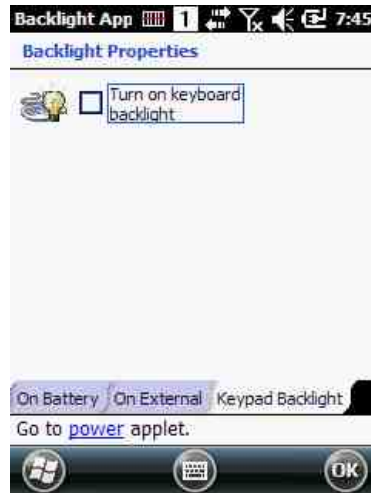 Backlight App 1 7:45
Backlight Properties
Turn on keyboard
backlight
On Battery On External Keypad Backlight
Go to power applet.
OK